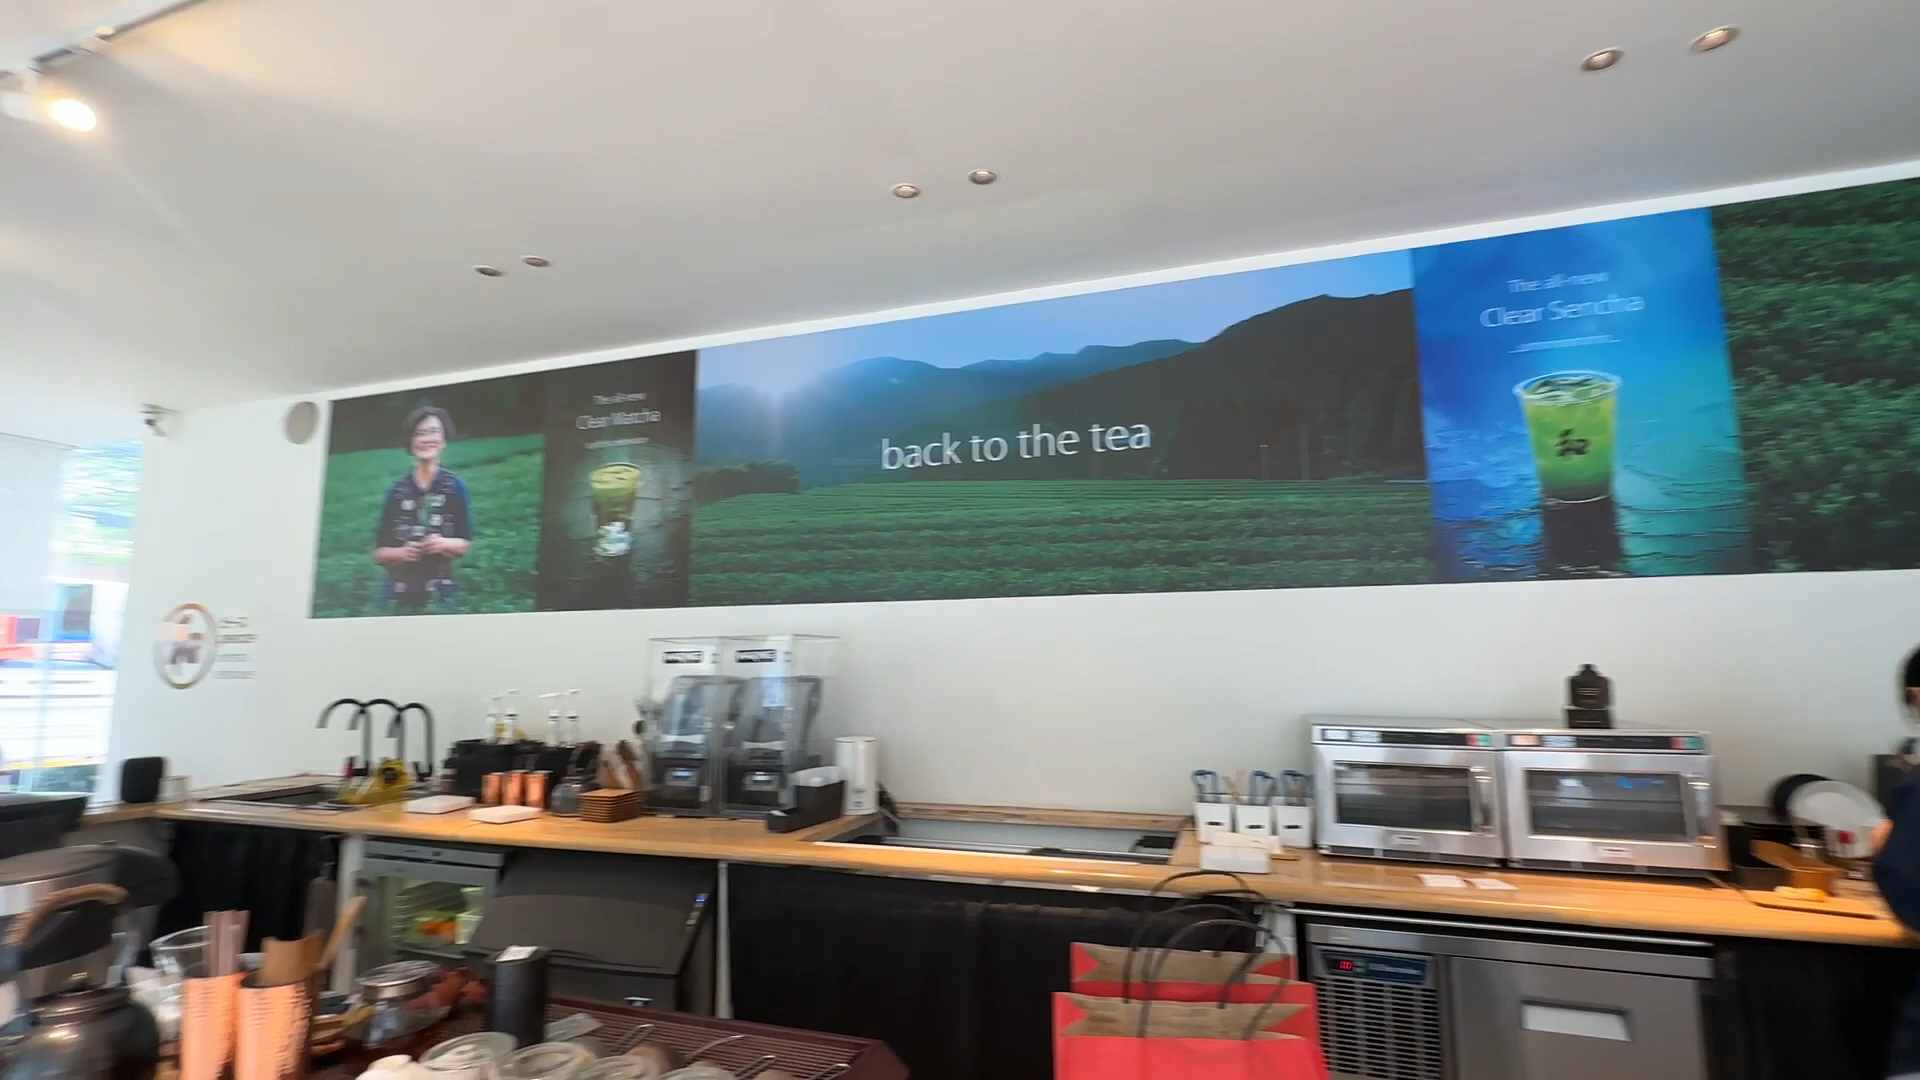 The all-new
Clear Matcha
back to the tea
The all-new
Clear Sencha